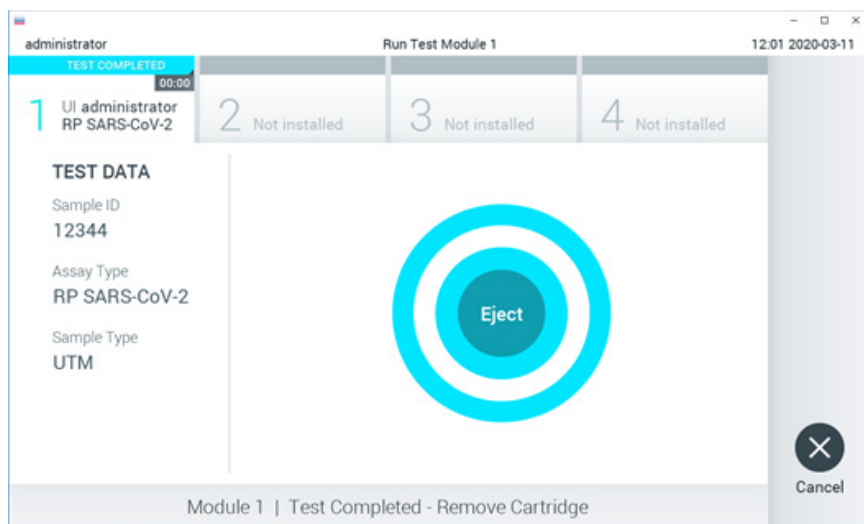 administrator
Run Test Module 1
12:01 2020-03-11
TEST COMPLETED
00:00
1
UI administrator
RP SARS-CoV-2
2 Not installed
3 Not installed
4 Not installed
TEST DATA
Sample ID
12344
Assay Type
RP SARS-CoV-2
Sample Type
UTM
Eject
Cancel
Module 1 | Test Completed - Remove Cartridge